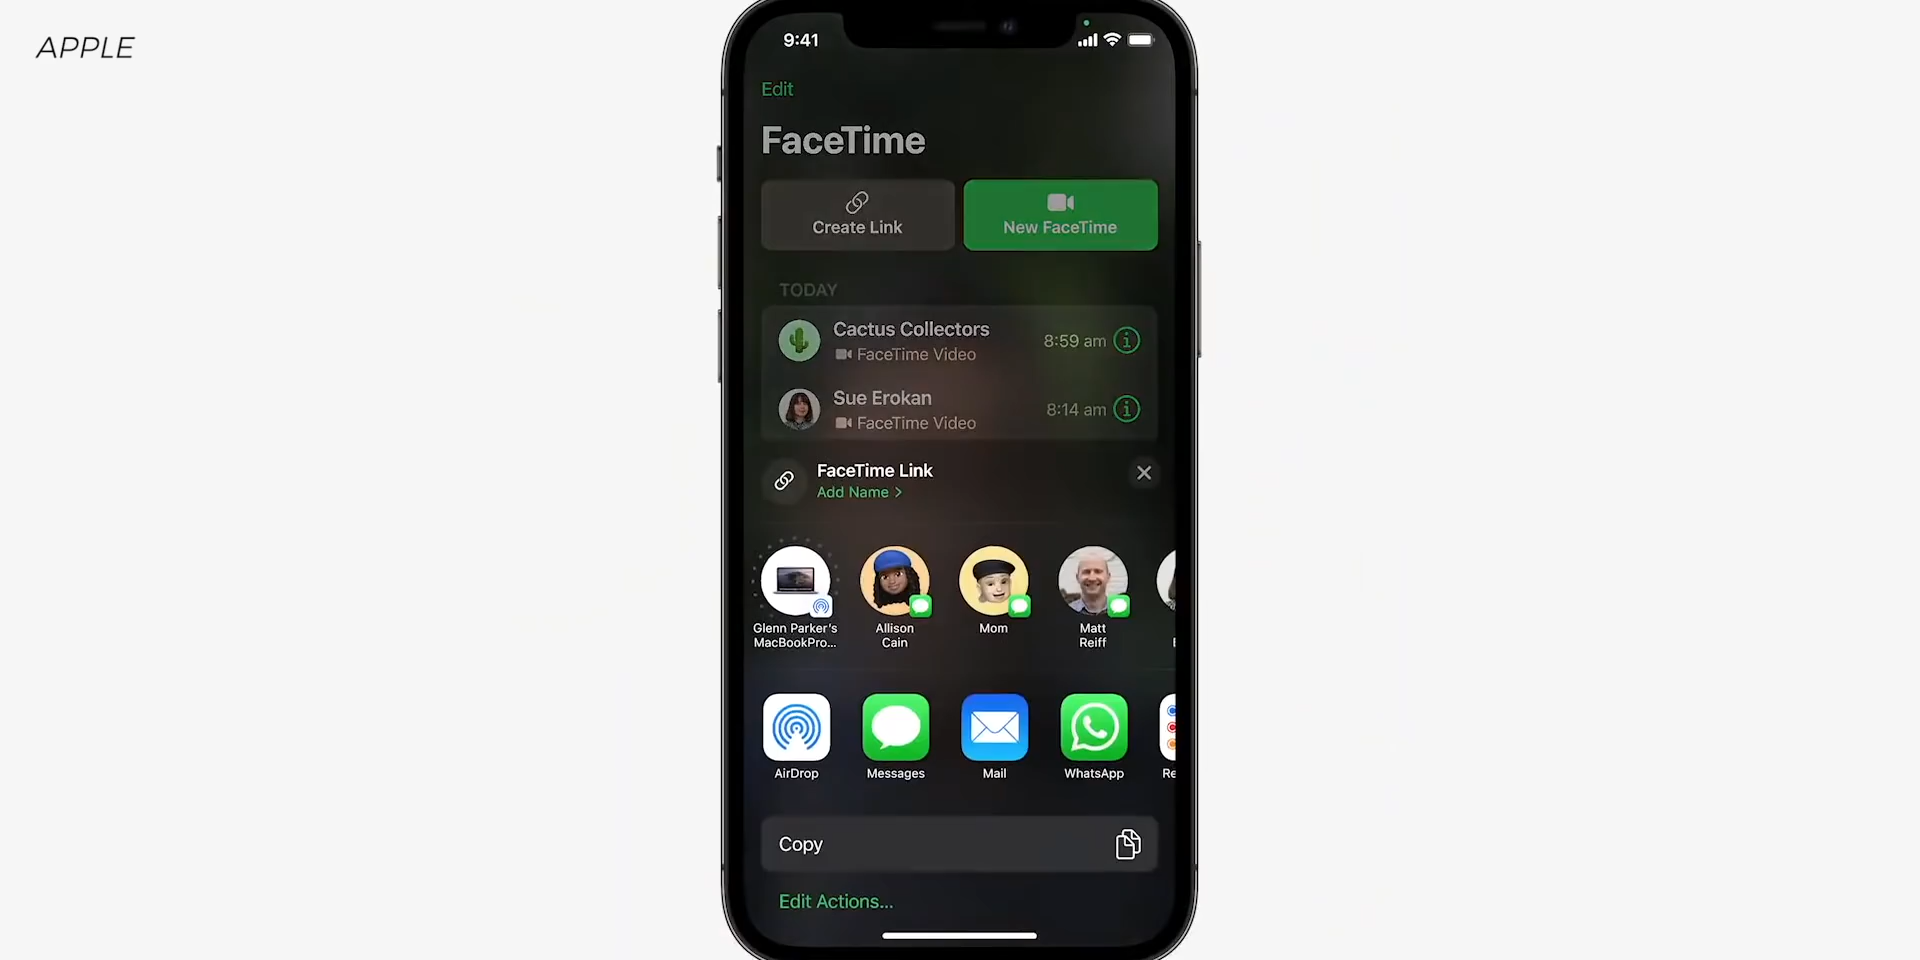 APPLE
9:41
Edit
FaceTime
Create Link
New FaceTime
TODAY
Cactus Collectors
FaceTime Video
8:59 am
Sue Erokan
FaceTime Video
8:14 am
FaceTime Link
Add Name >
Glenn Parker's
MacBookPro...
Allison
Cain
Mom
Matt
Reiff
AirDrop
Messages
Mail
WhatsApp
Copy
Edit Actions...